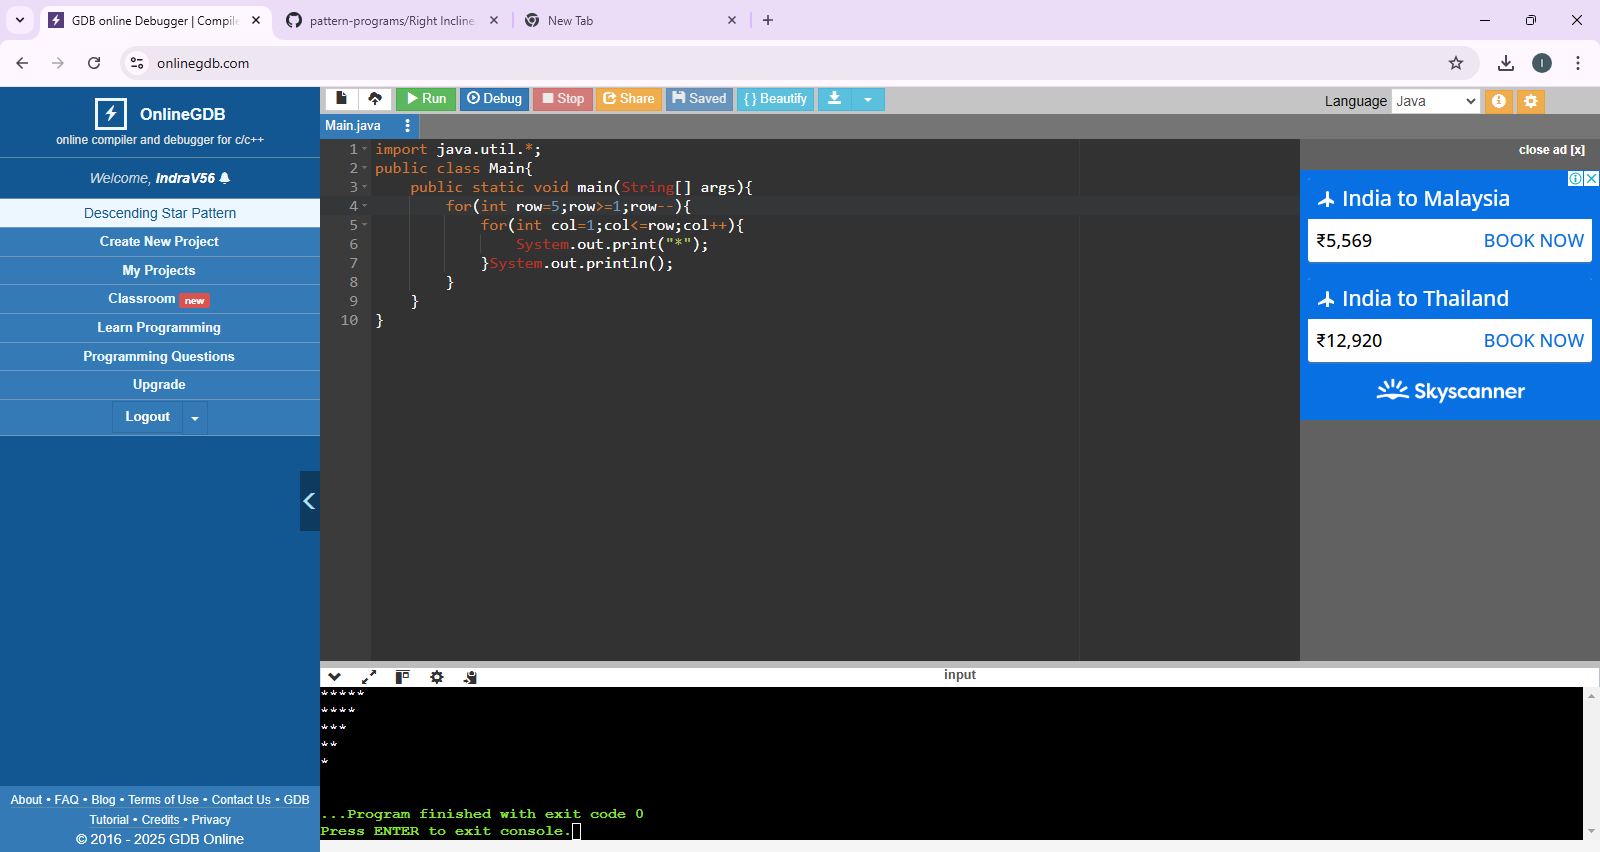 GDB online Debugger | Compile
pattern-programs/Right Incline
New Tab
onlinegdb.com
I
OnlineGDB
online compiler and debugger for c/c++
Welcome, IndraV56
Descending Star Pattern
Create New Project
My Projects
Classroom new
Learn Programming
Programming Questions
Upgrade
Logout
About • FAQ • Blog • Terms of Use • Contact Us • GDB
Tutorial • Credits • Privacy
© 2016 - 2025 GDB Online
Run Debug Stop Share Saved { } Beautify
Language Java
Main.java
1 import java.util.*;
2 public class Main{
3     public static void main(String[] args){
4         for(int row=5;row>=1;row--){
5             for(int col=1;col<=row;col++){
6                 System.out.print("*");
7             }System.out.println();
8         }
9     }
10 }
close ad [x]
India to Malaysia
₹5,569 BOOK NOW
India to Thailand
₹12,920 BOOK NOW
Skyscanner
input
*****
****
***
**
*
...Program finished with exit code 0
Press ENTER to exit console.